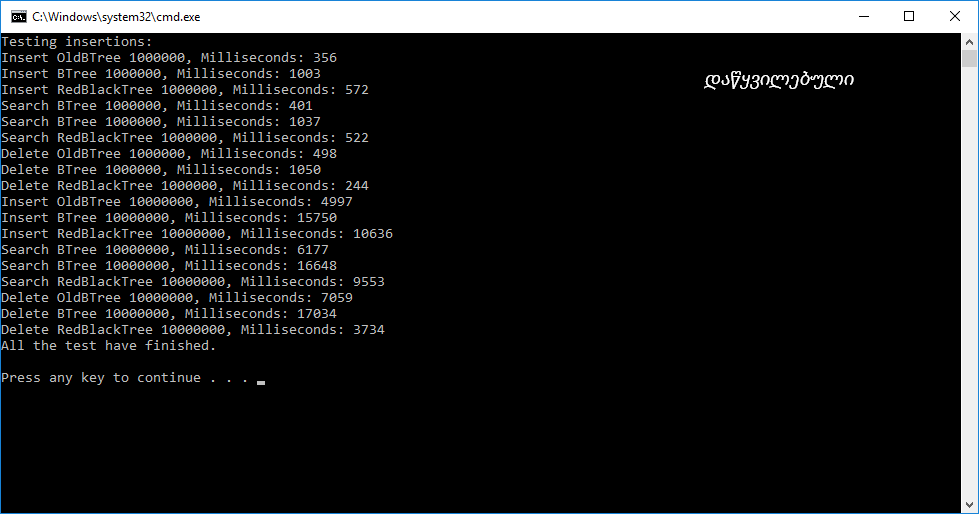 C:\Windows\system32\cmd.exe
Testing insertions:
Insert OldBTree 1000000, Milliseconds: 356
Insert BTree 1000000, Milliseconds: 1003
Insert RedBlackTree 1000000, Milliseconds: 572
Search BTree 1000000, Milliseconds: 401
Search BTree 1000000, Milliseconds: 1037
Search RedBlackTree 1000000, Milliseconds: 522
Delete OldBTree 1000000, Milliseconds: 498
Delete BTree 1000000, Milliseconds: 1050
Delete RedBlackTree 1000000, Milliseconds: 244
Insert OldBTree 10000000, Milliseconds: 4997
Insert BTree 10000000, Milliseconds: 15750
Insert RedBlackTree 10000000, Milliseconds: 10636
Search BTree 10000000, Milliseconds: 6177
Search BTree 10000000, Milliseconds: 16648
Search RedBlackTree 10000000, Milliseconds: 9553
Delete OldBTree 10000000, Milliseconds: 7059
Delete BTree 10000000, Milliseconds: 17034
Delete RedBlackTree 10000000, Milliseconds: 3734
All the test have finished.
Press any key to continue . . .
დაწყვილებული